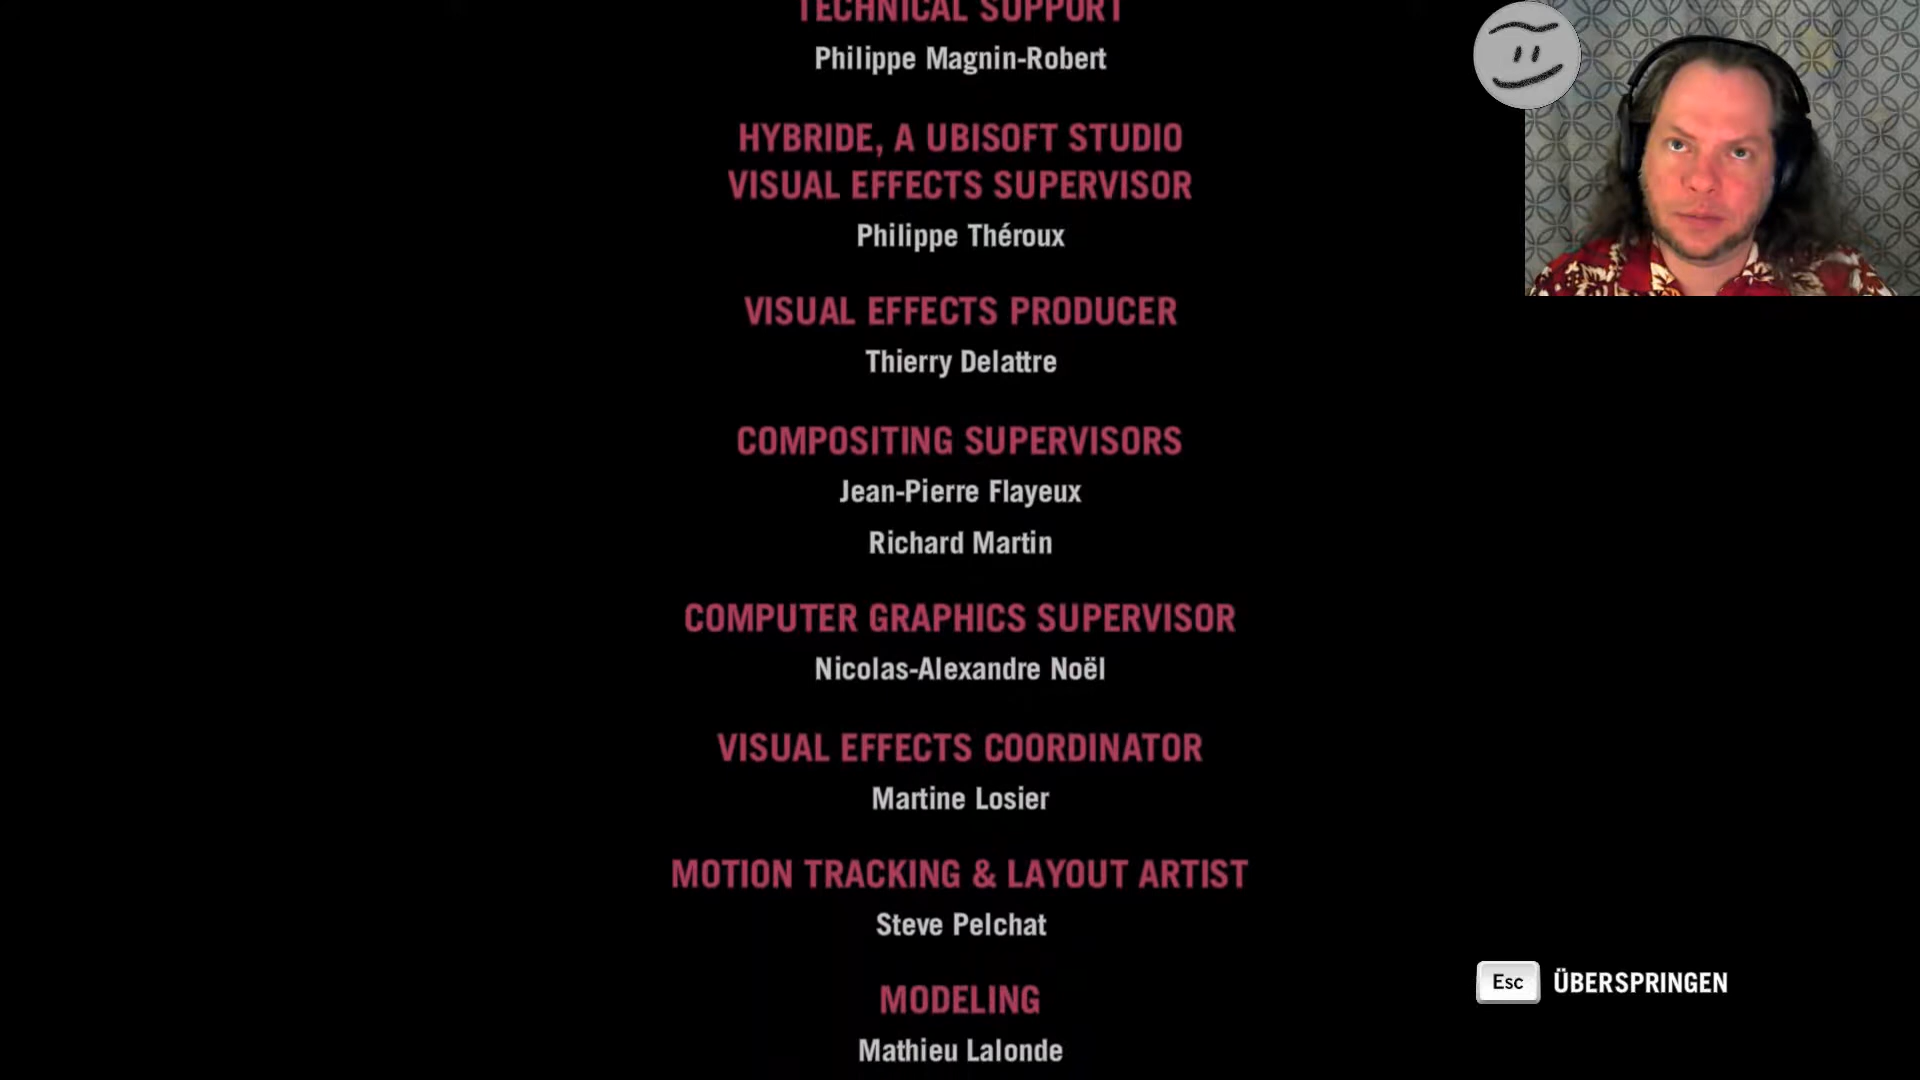 TECHNICAL SUPPORT
Philippe Magnin-Robert
HYBRIDE, A UBISOFT STUDIO
VISUAL EFFECTS SUPERVISOR
Philippe Théroux
VISUAL EFFECTS PRODUCER
Thierry Delattre
COMPOSITING SUPERVISORS
Jean-Pierre Flayeux
Richard Martin
COMPUTER GRAPHICS SUPERVISOR
Nicolas-Alexandre Noël
VISUAL EFFECTS COORDINATOR
Martine Losier
MOTION TRACKING & LAYOUT ARTIST
Steve Pelchat
MODELING
Mathieu Lalonde
Esc ÜBERSPRINGEN